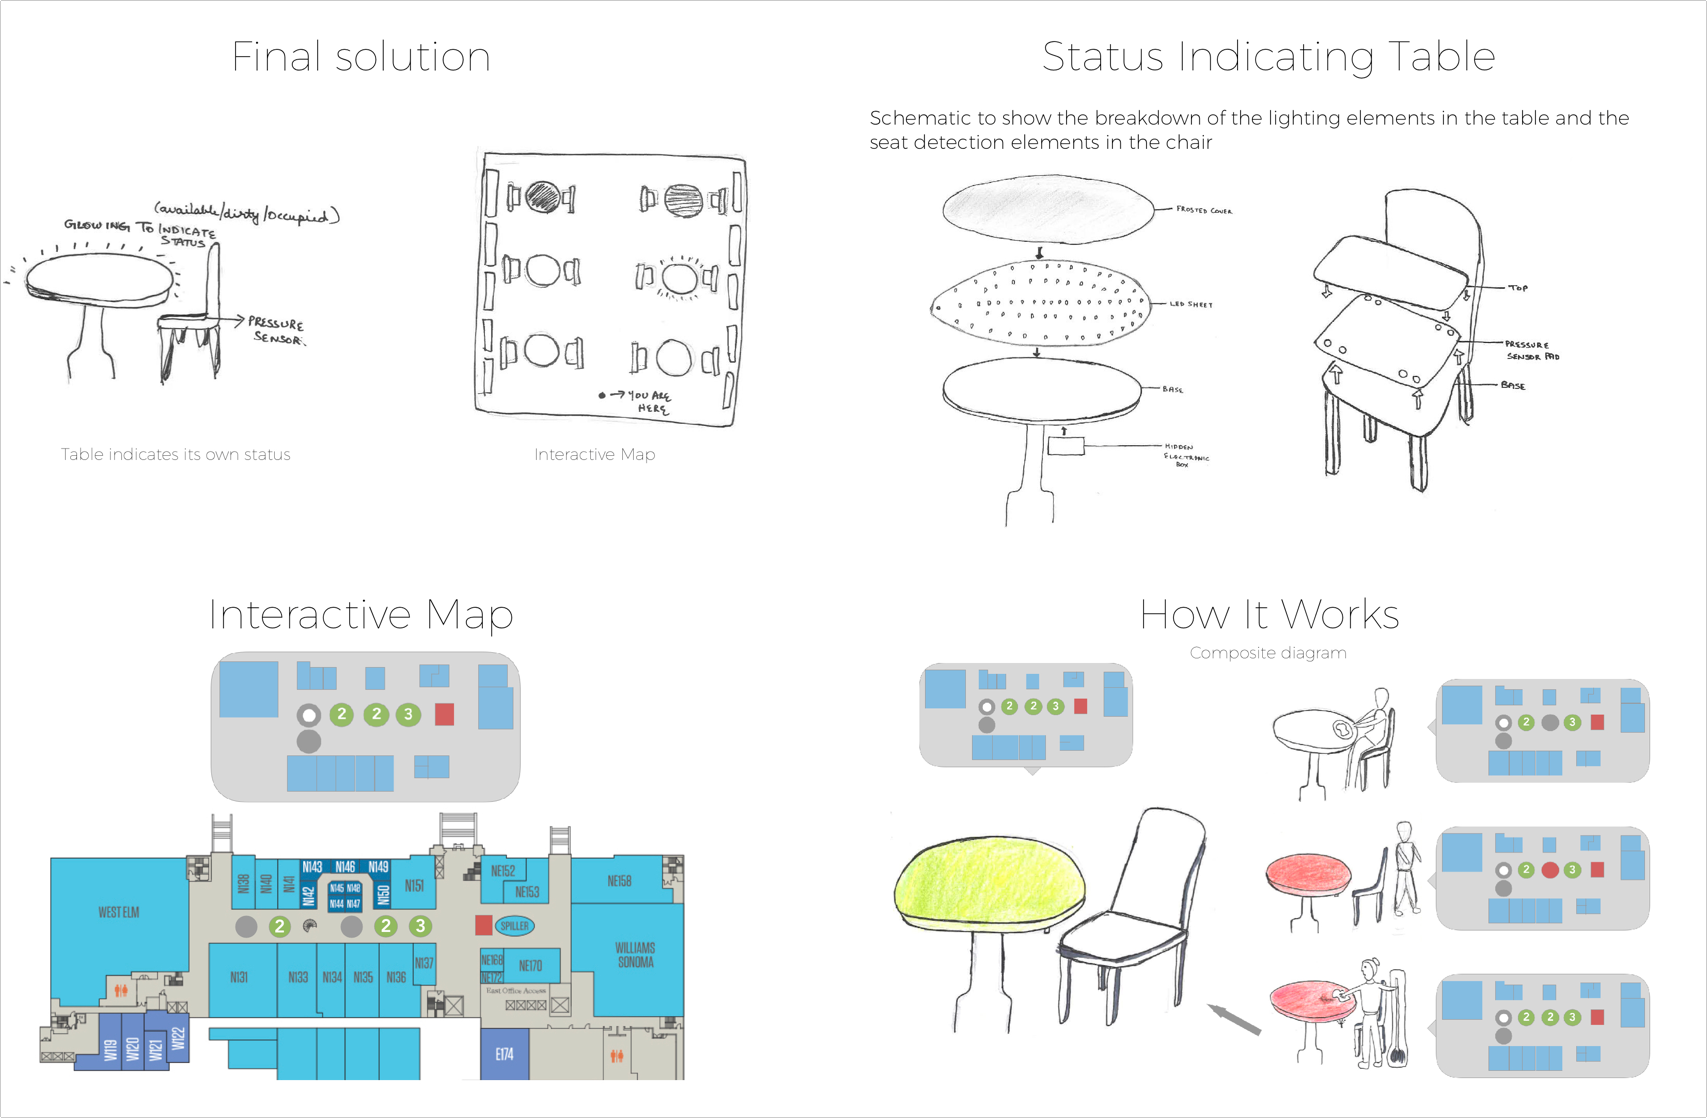 Final solution
(available/dirty/occupied)
GLOWING TO INDICATE
STATUS
PRESSURE
SENSOR.
YOU ARE
HERE
Table indicates its own status
Interactive Map
Status Indicating Table
Schematic to show the breakdown of the lighting elements in the table and the
seat detection elements in the chair
FROSTED COVER
LED SHEET
BASE
HIDDEN
ELECTRONIC
BOX
TOP
PRESSURE
SENSOR PAD
BASE
Interactive Map
2 2 3
WEST ELM
N138
N140
N141
N143
N146
N149
N142
N145 N148
N144 N147
N150
N151
NE152
NE153
NE158
2
2
3
SPILLER
N131
N133
N134
N135
N136
N137
NE168
NE172
NE170
WILLIAMS
SONOMA
East Office Access
W119
W120
W121
W122
E174
How It Works
Composite diagram
2 2 3
2 3
2 3
2 2 3